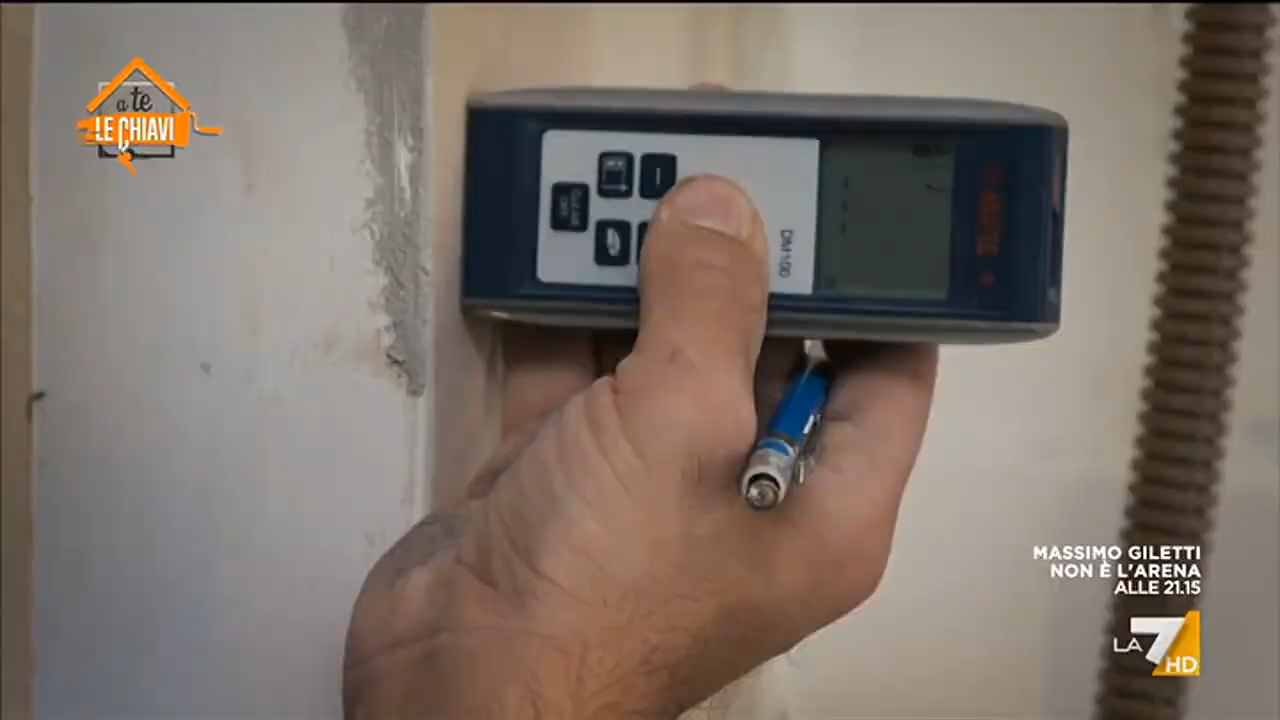 a te
LE CHIAVI
DM100
MASSIMO GILETTI
NON È L'ARENA
ALLE 21.15
LA7
HD